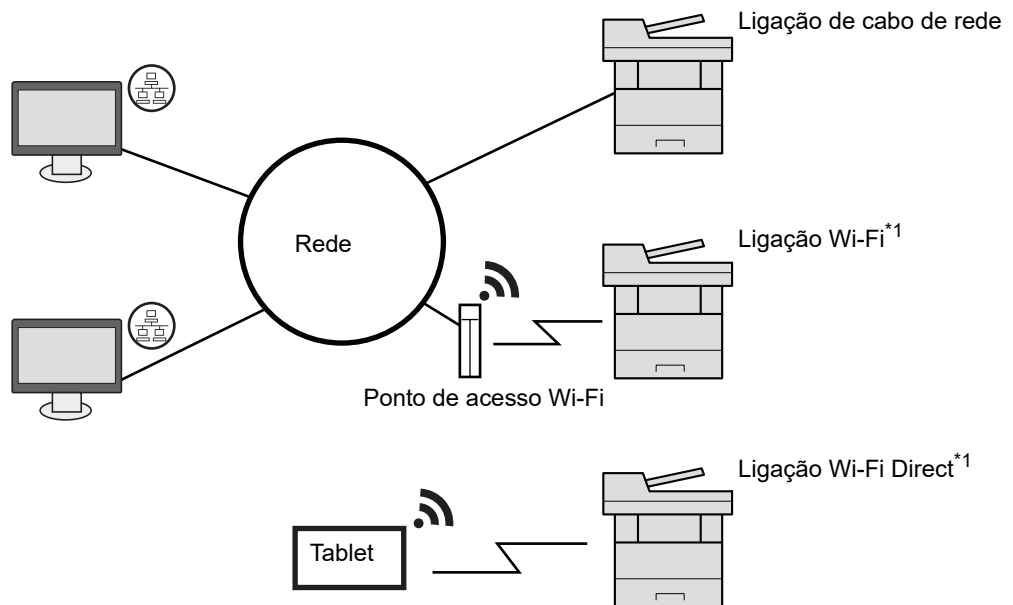 Ligação de cabo de rede
Rede
Ligação Wi-Fi*1
Ponto de acesso Wi-Fi
Ligação Wi-Fi Direct*1
Tablet